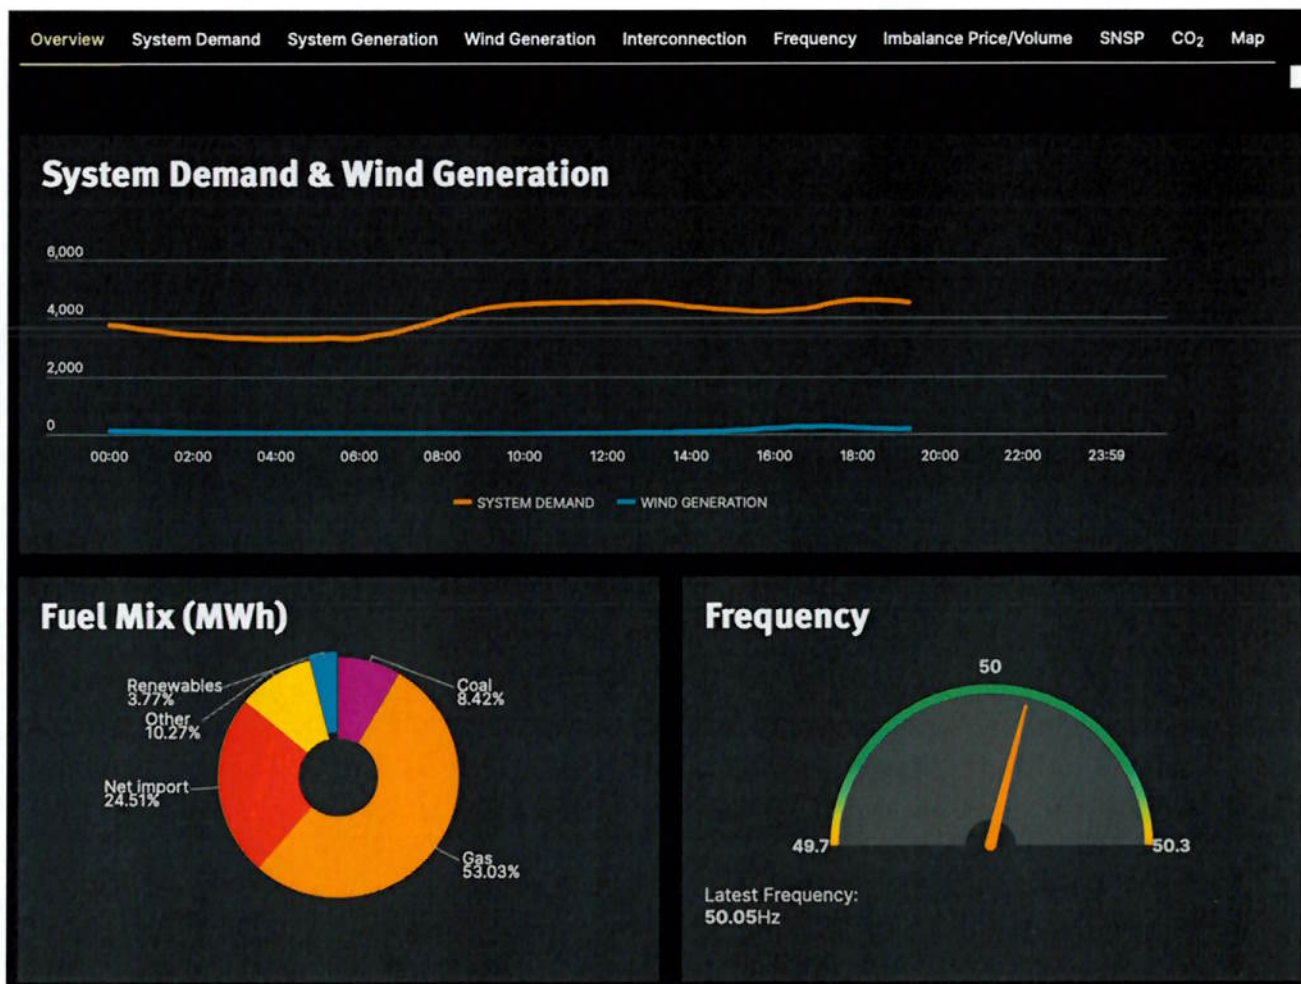 Overview System Demand System Generation Wind Generation Interconnection Frequency Imbalance Price/Volume SNSP CO₂ Map
System Demand & Wind Generation
6,000
4,000
2,000
0
00:00 02:00 04:00 06:00 08:00 10:00 12:00 14:00 16:00 18:00 20:00 22:00 23:59
SYSTEM DEMAND WIND GENERATION
Fuel Mix (MWh)
Renewables
3.77%
Other
10.27%
Net import
24.51%
Coal
8.42%
Gas
53.03%
Frequency
50
49.7
50.3
Latest Frequency:
50.05Hz